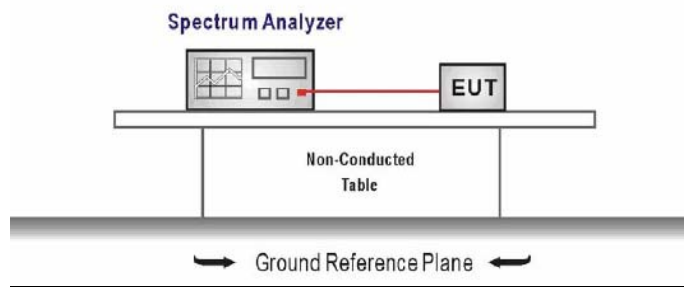 Spectrum Analyzer
EUT
Non-Conducted
Table
Ground Reference Plane